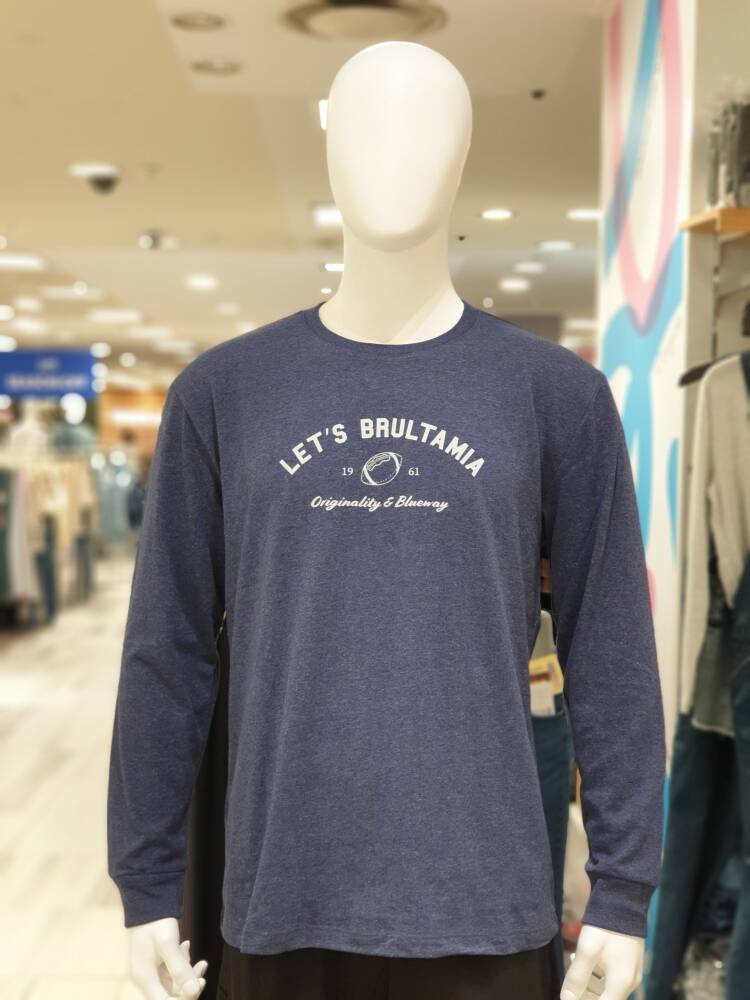 LET'S BRULTAMIA
19 61
Originality & Blueway